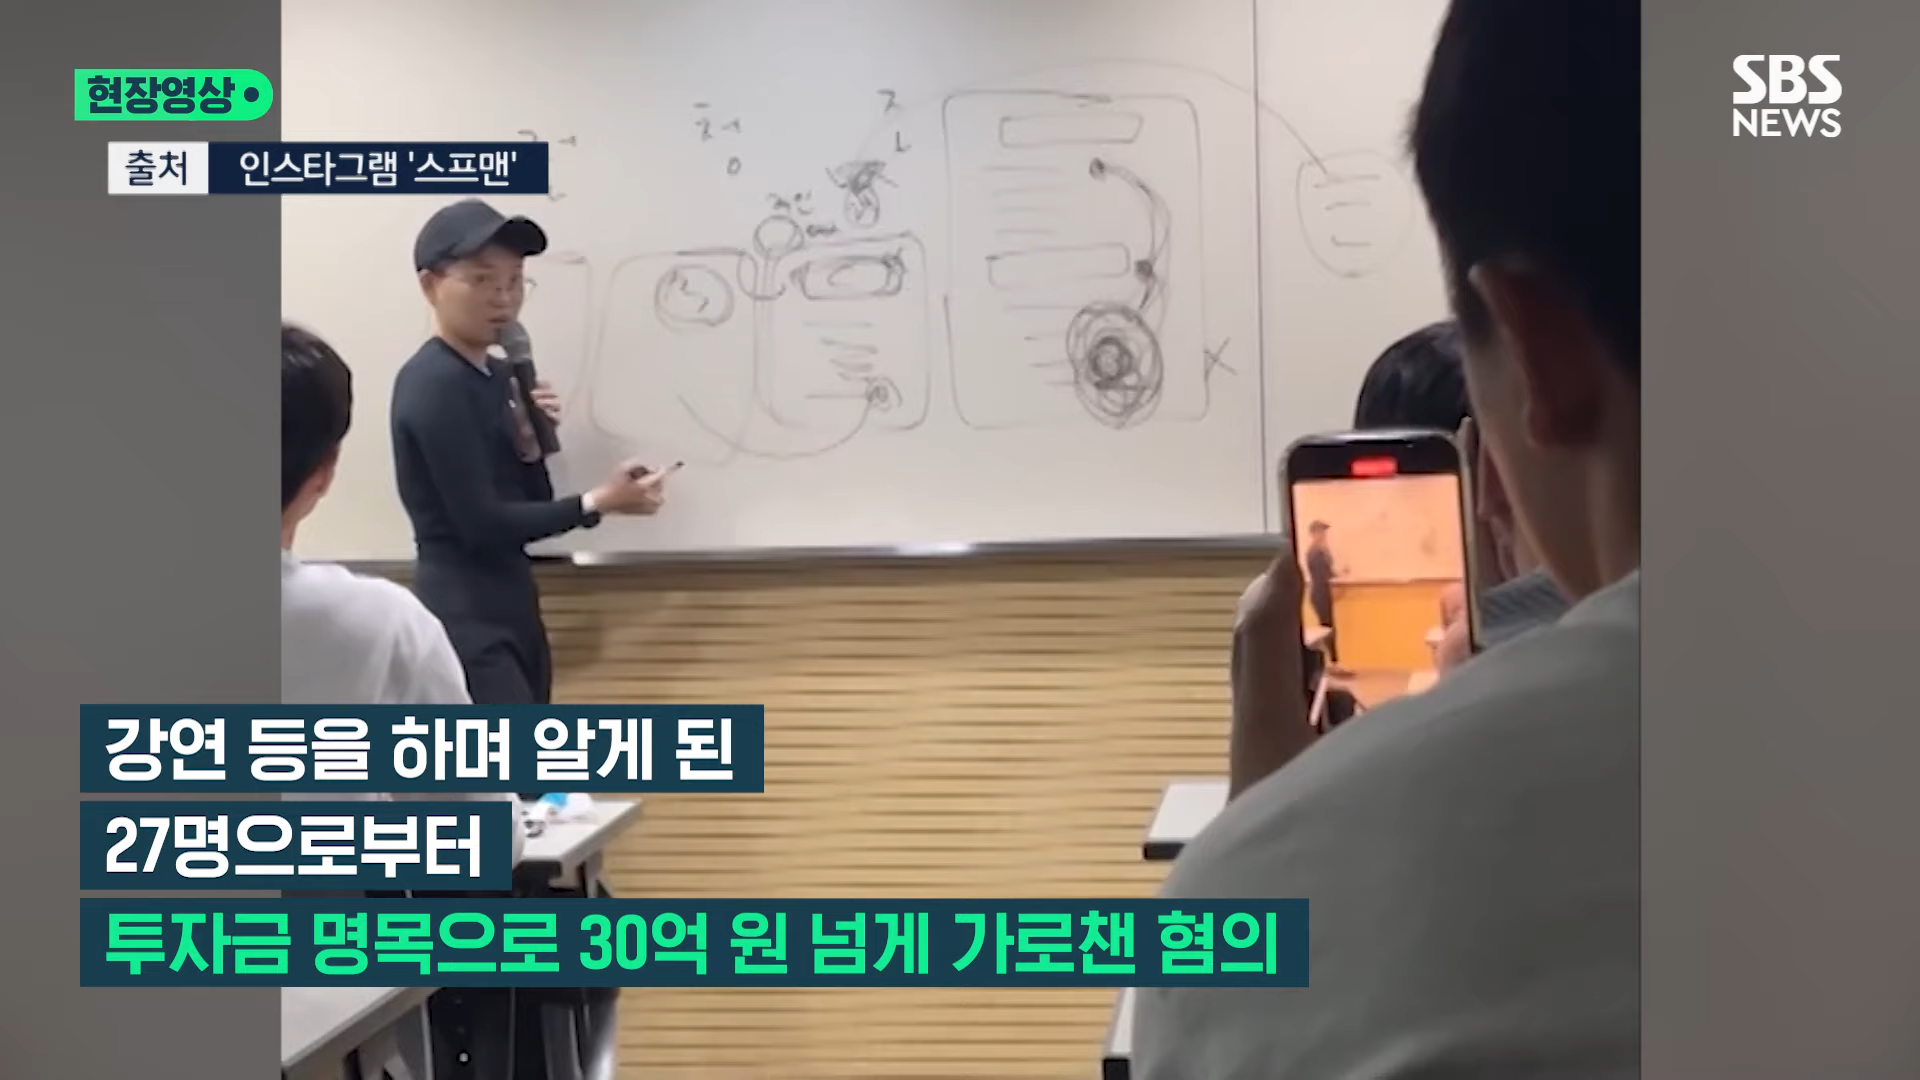 현장영상
SBS
NEWS
출처 인스타그램 '스프맨'
강연 등을 하며 알게 된
27명으로부터
투자금 명목으로 30억 원 넘게 가로챈 혐의